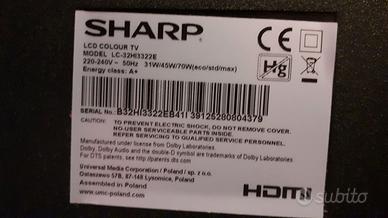 SHARP
LCD COLOUR TV
MODEL LC-32HI3322E
220-240V ~ 50Hz 31W/45W/70W(eco/std/max)
Energy class: A+
Hg
SERIAL No. B32HI3322EB41I 39125280804379
CAUTION: TO PREVENT ELECTRIC SHOCK, DO NOT REMOVE COVER.
NO-USER SERVICEABLE PARTS INSIDE.
REFER SERVICING TO QUALIFIED SERVICE PERSONNEL.
Manufactured under license from Dolby Laboratories.
Dolby, Dolby Audio and the double-D symbol are trademarks of Dolby Laboratories.
For DTS patents, see http://patents.dts.com
Universal Media Corporation / Poland / sp. z o.o.
Ostaszewo 57B, 87-148 Łysomice, Poland
Assembled in Poland
www.umc-poland.com
HDMI
subito